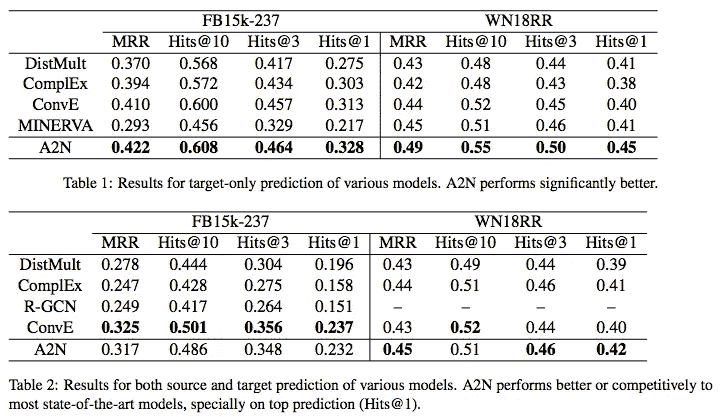 FB15k-237 WN18RR
MRR Hits@10 Hits@3 Hits@1 MRR Hits@10 Hits@3 Hits@1
DistMult 0.370 0.568 0.417 0.275 0.43 0.48 0.44 0.41
ComplEx 0.394 0.572 0.434 0.303 0.42 0.48 0.43 0.38
ConvE 0.410 0.600 0.457 0.313 0.44 0.52 0.45 0.40
MINERVA 0.293 0.456 0.329 0.217 0.45 0.51 0.46 0.41
A2N 0.422 0.608 0.464 0.328 0.49 0.55 0.50 0.45
Table 1: Results for target-only prediction of various models. A2N performs significantly better.
FB15k-237 WN18RR
MRR Hits@10 Hits@3 Hits@1 MRR Hits@10 Hits@3 Hits@1
DistMult 0.278 0.444 0.304 0.196 0.43 0.49 0.44 0.39
ComplEx 0.247 0.428 0.275 0.158 0.44 0.51 0.46 0.41
R-GCN 0.249 0.417 0.264 0.151 – – – –
ConvE 0.325 0.501 0.356 0.237 0.43 0.52 0.44 0.40
A2N 0.317 0.486 0.348 0.232 0.45 0.51 0.46 0.42
Table 2: Results for both source and target prediction of various models. A2N performs better or competitively to
most state-of-the-art models, specially on top prediction (Hits@1).